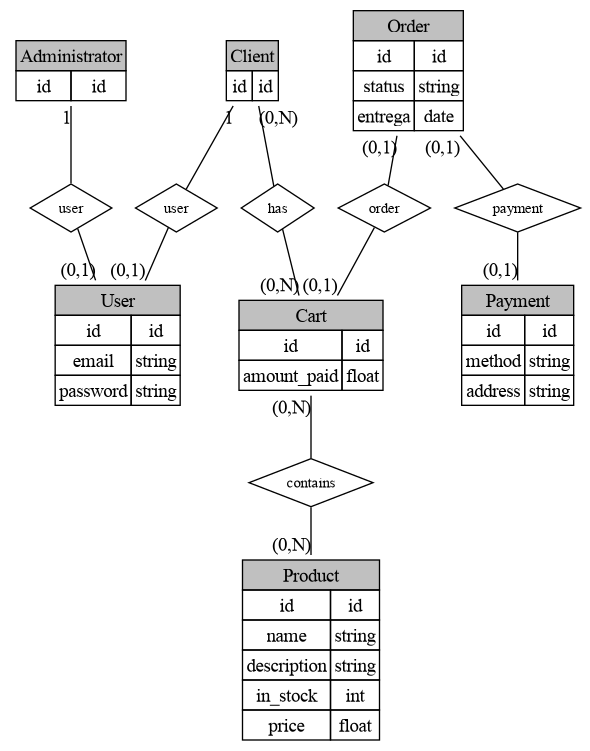 Order
id id
status string
entrega date
Administrator
id id
Client
id id
1
1
(0,N)
(0,1)
(0,1)
user
user
has
order
payment
(0,1)
(0,1)
(0,N)
(0,1)
(0,1)
User
id id
email string
password string
Cart
id id
amount_paid float
Payment
id id
method string
address string
(0,N)
contains
(0,N)
Product
id id
name string
description string
in_stock int
price float